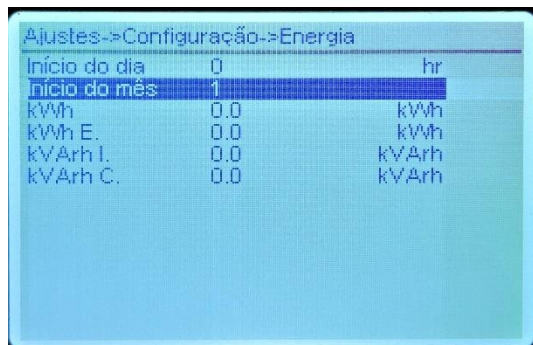 Ajustes->Configuração->Energia
Início do dia 0 hr
Início do mês 1
kWh 0.0 kWh
kWh E. 0.0 kWh
kVArh I. 0.0 kVArh
kVArh C. 0.0 kVArh